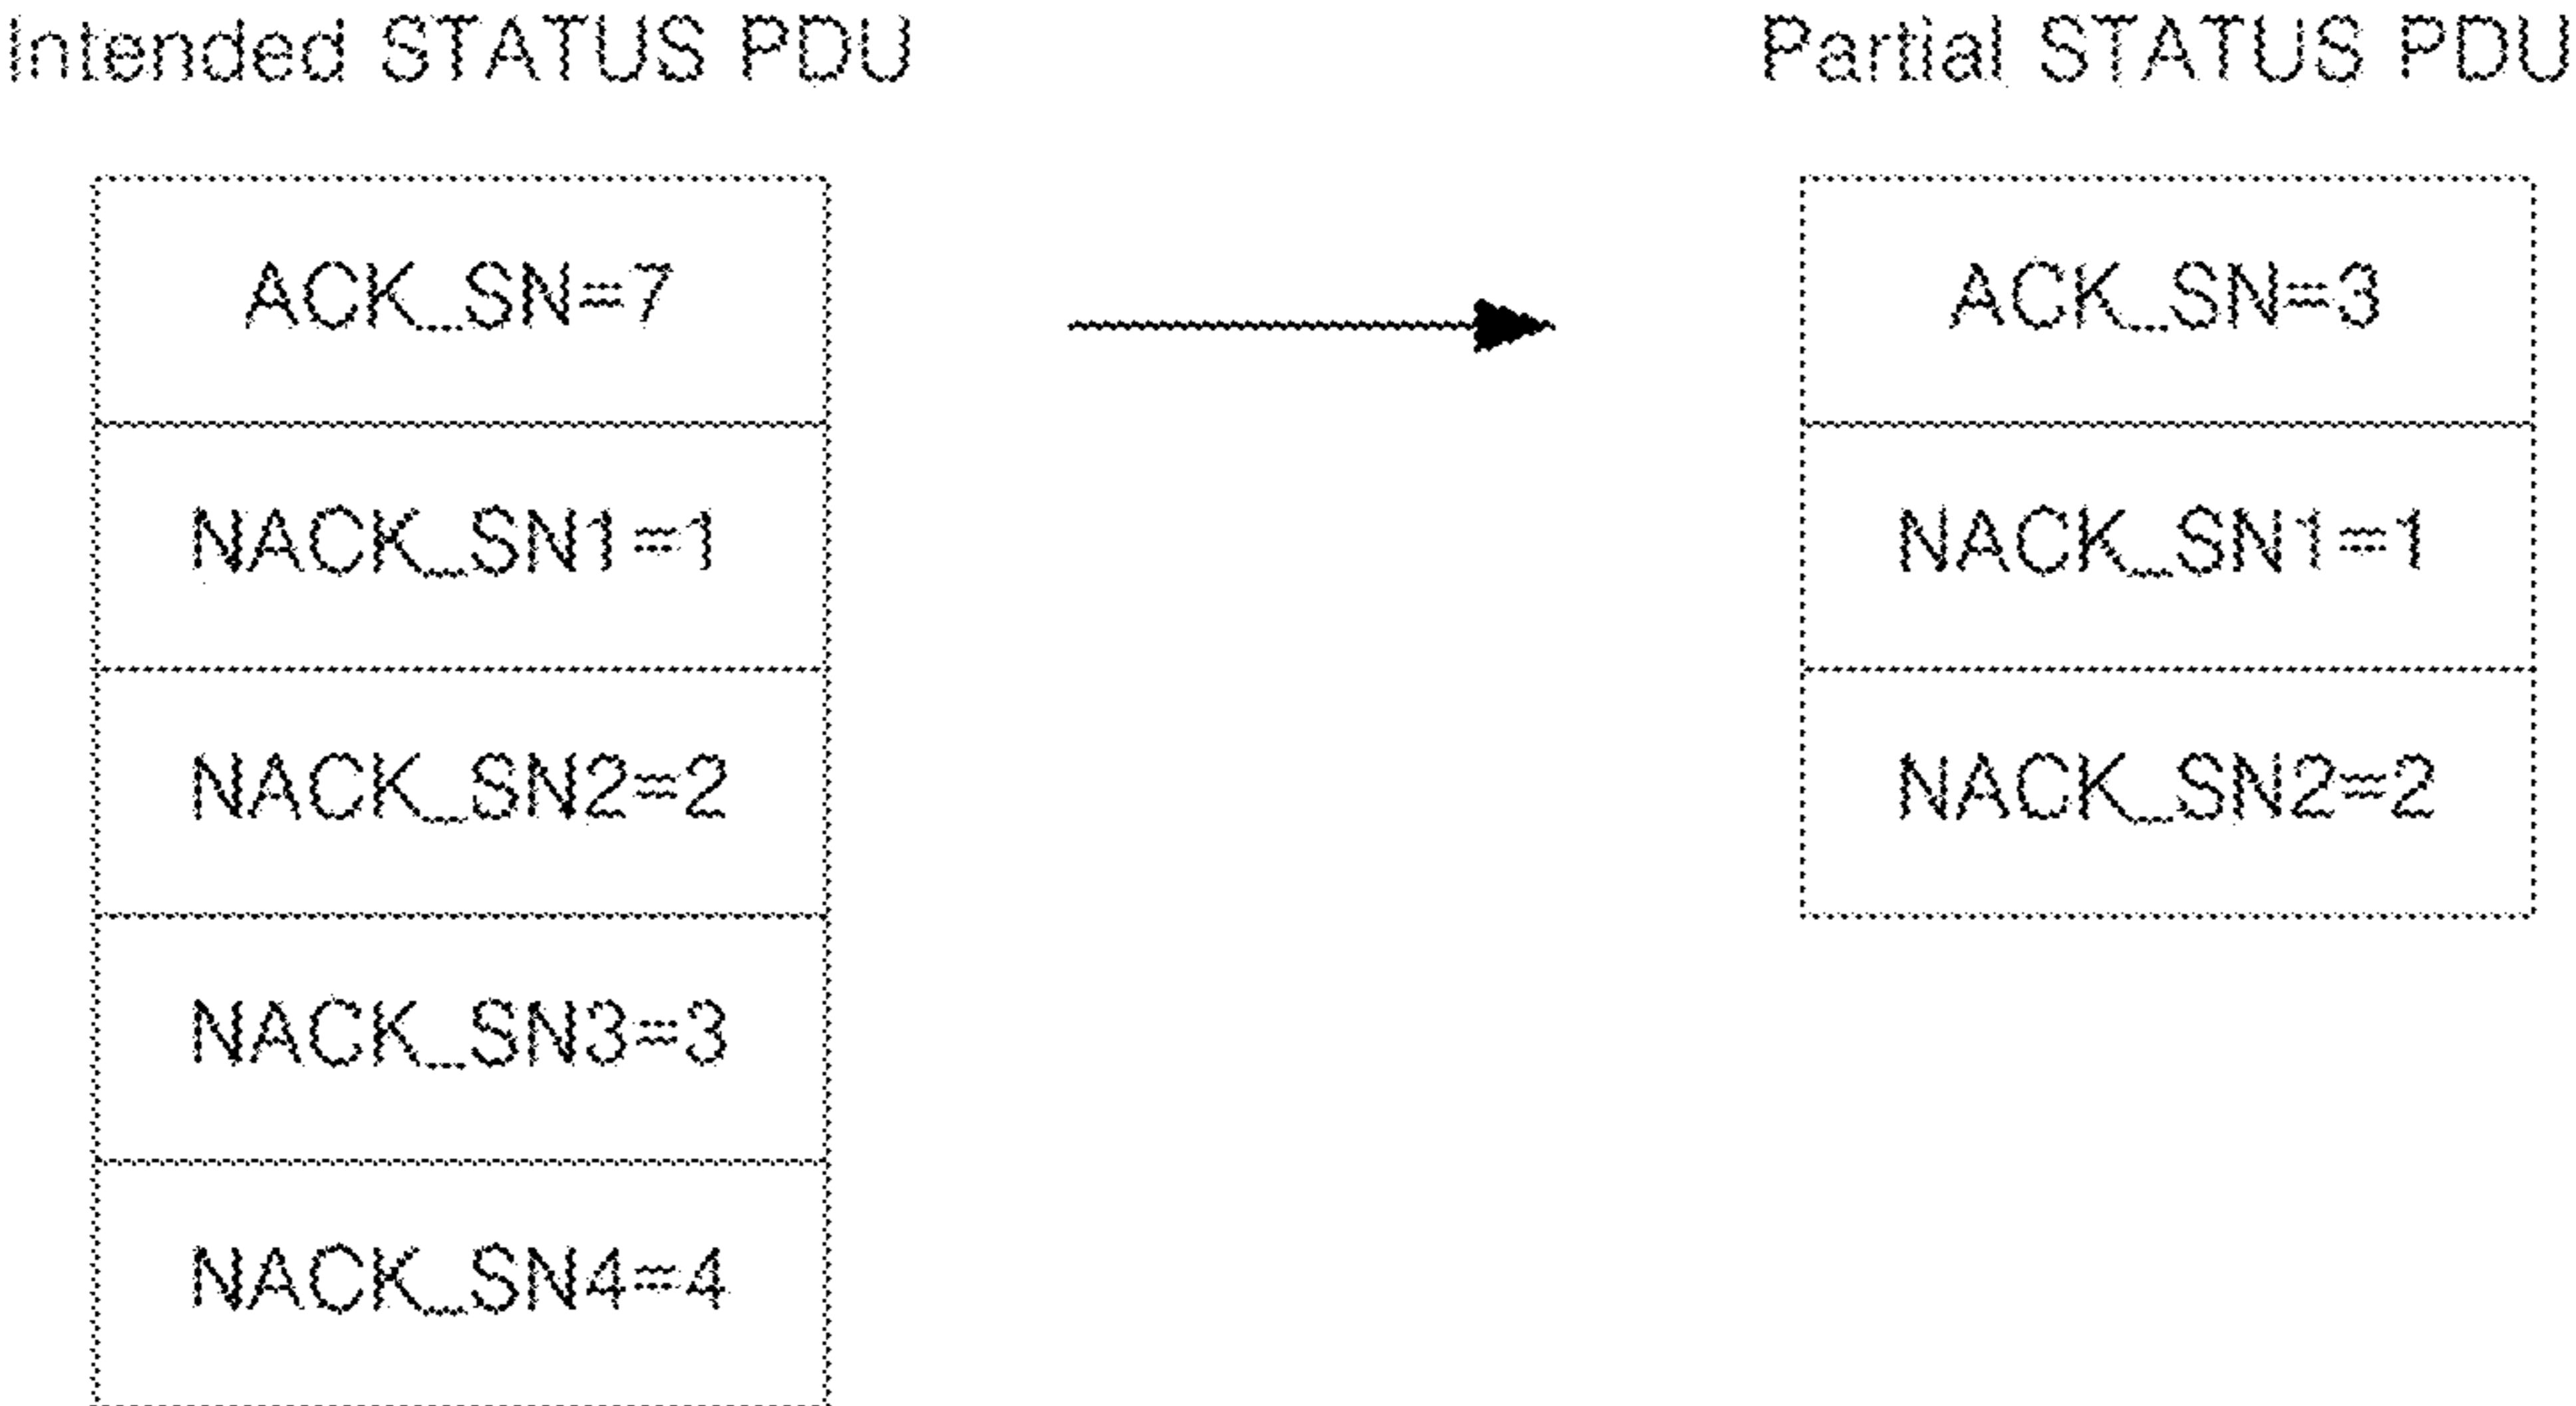 Intended STATUS PDU
ACK_SN=7
NACK_SN1=1
NACK_SN2=2
NACK_SN3=3
NACK_SN4=4
Partial STATUS PDU
ACK_SN=3
NACK_SN1=1
NACK_SN2=2